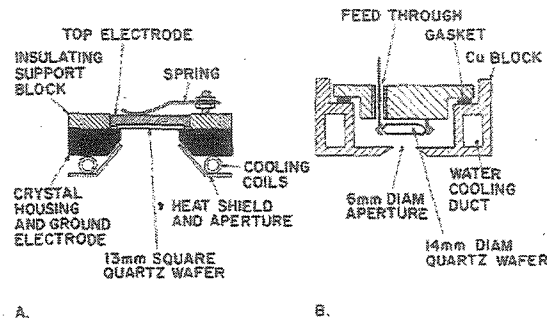 TOP ELECTRODE
INSULATING
SUPPORT
BLOCK
SPRING
COOLING
COILS
CRYSTAL
HOUSING
AND GROUND
ELECTRODE
HEAT SHIELD
AND APERTURE
13mm SQUARE
QUARTZ WAFER
A.
FEED THROUGH
GASKET
Cu BLOCK
WATER
COOLING
DUCT
6mm DIAM
APERTURE
14mm DIAM
QUARTZ WAFER
B.